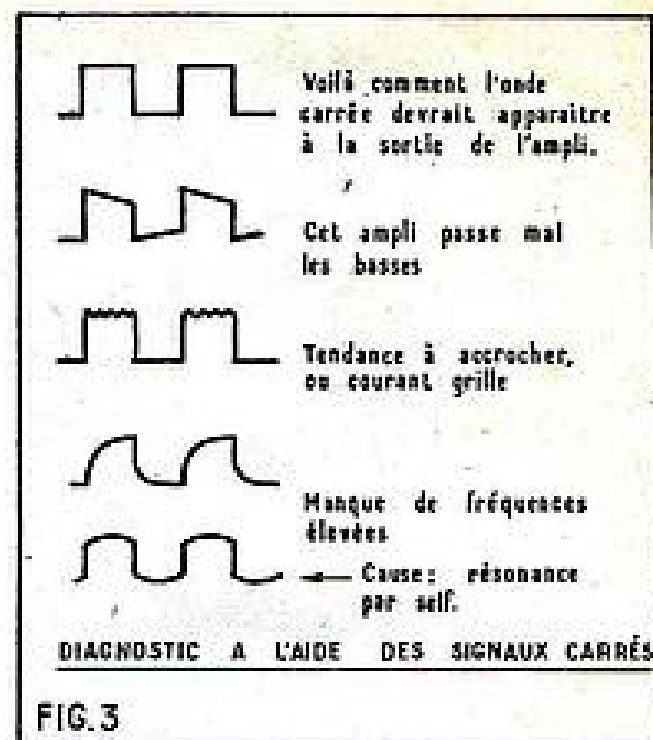 Voilà comment l'onde
carrée devrait apparaitre
à la sortie de l'ampli.
Cet ampli passe mal
les basses
Tendance à accrocher,
ou courant grille
Manque de fréquences
élevées
Cause: résonance
par self.
DIAGNOSTIC A L'AIDE DES SIGNAUX CARRÉS
FIG. 3